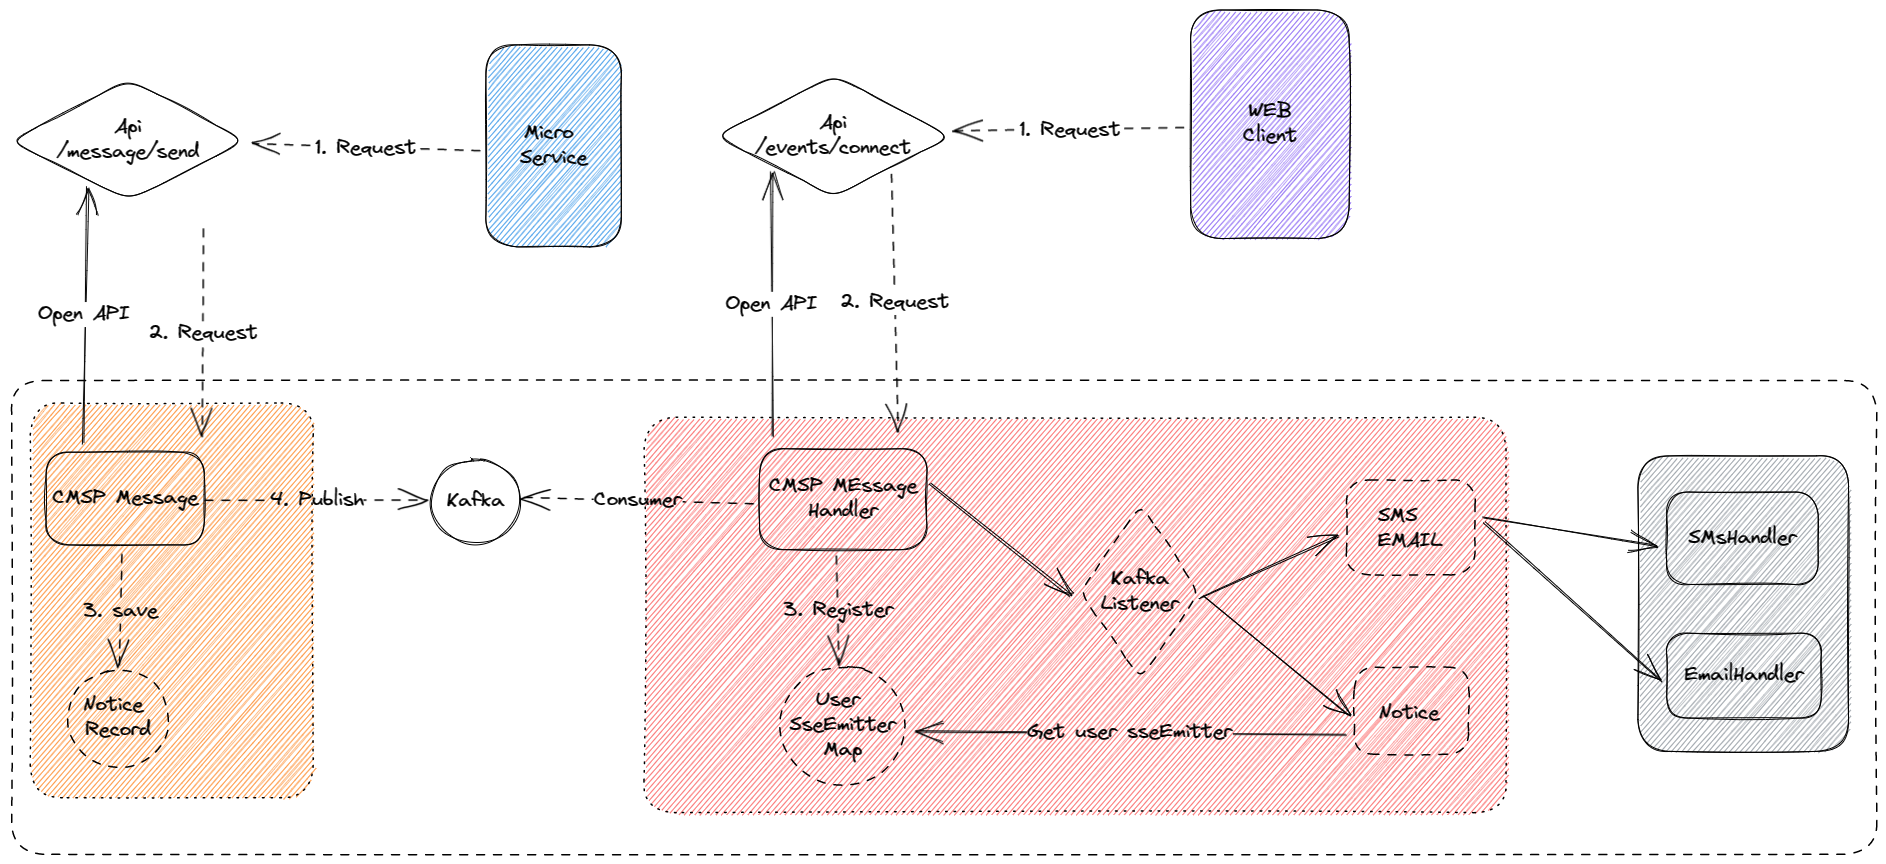 WEB
Client
Api
/events/connect
1. Request
Api
/message/send
1. Request
Micro
Service
Open API
2. Request
Open API
2. Request
CMSP Message
4. Publish
Kafka
Consumer
CMSP MEssage
Handler
SMS
EMAIL
SMsHandler
Kafka
Listener
3. save
3. Register
EmailHandler
Notice
Record
User
SseEmitter
Map
Get user sseEmitter
Notice